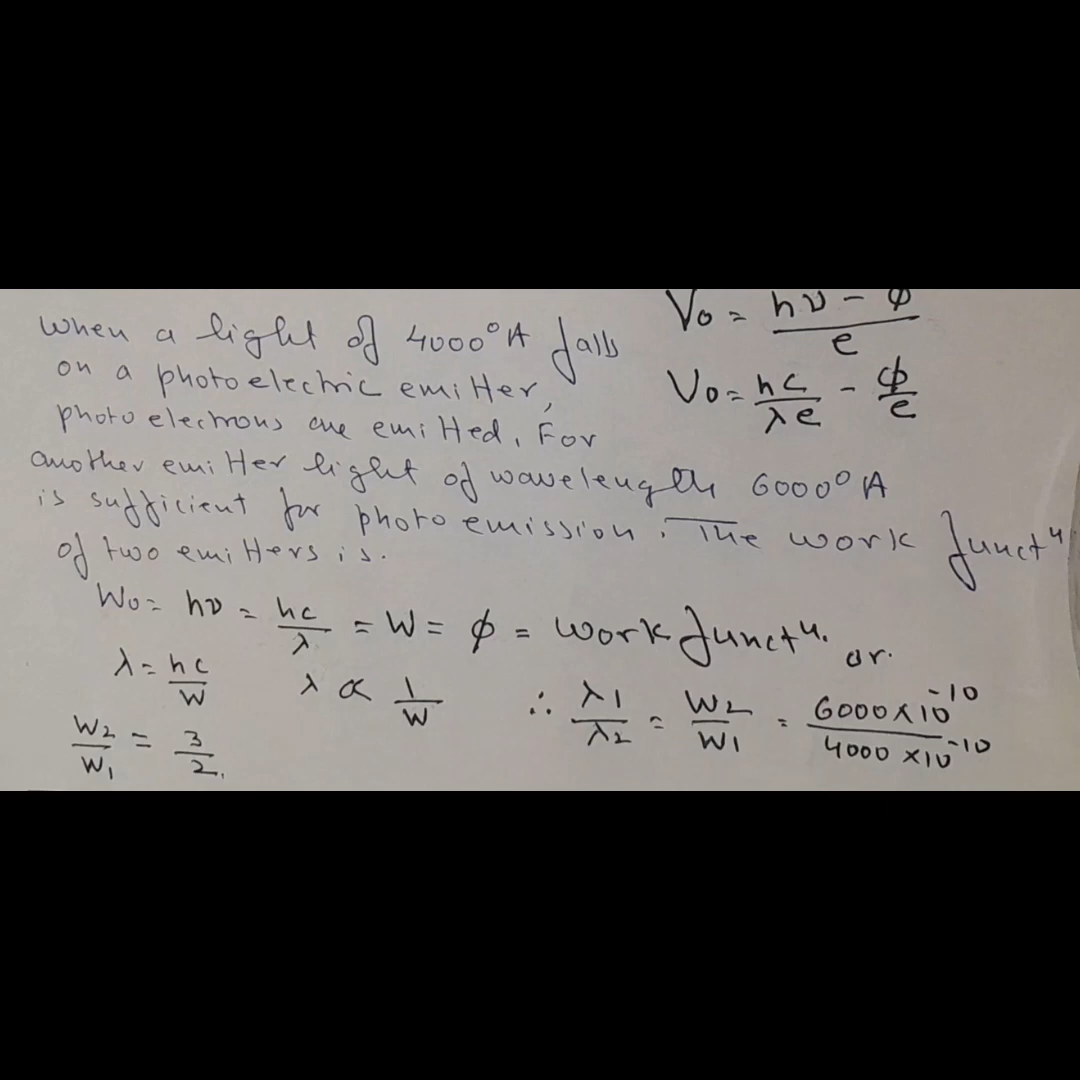 When a light of 4000°A falls
on a photoelectric emitter,
photo electrons are emitted. For
another emitter light of wavelength 6000°A
is sufficient for photo emission. The work functⁿ
of two emitters is.
V₀ = hν - ϕ / e
V₀ = hc / λe - ϕ / e
W₀ = hν = hc / λ = W = ϕ = work functⁿ. or.
λ = hc / W   λ ∝ 1 / W   ∴ λ1 / λ2 = W2 / W1 = 6000 × 10⁻¹⁰ / 4000 × 10⁻¹⁰
W₂ / W₁ = 3 / 2.